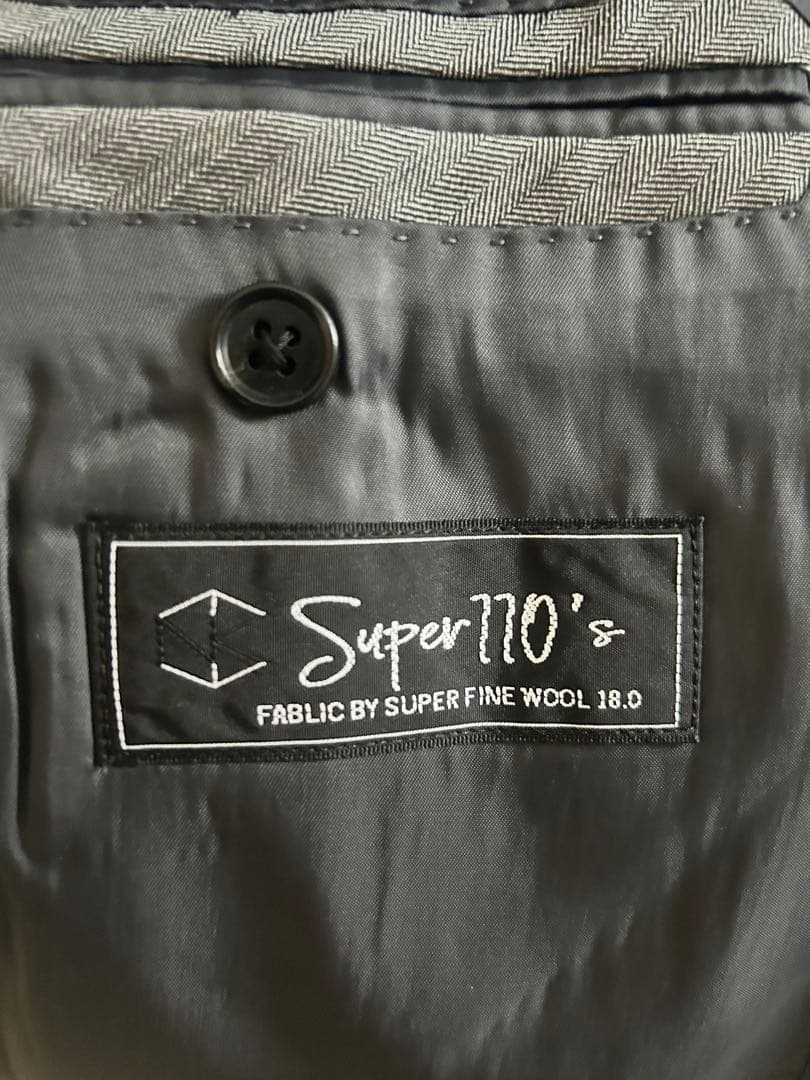 Super110's
FABLIC BY SUPER FINE WOOL 18.0